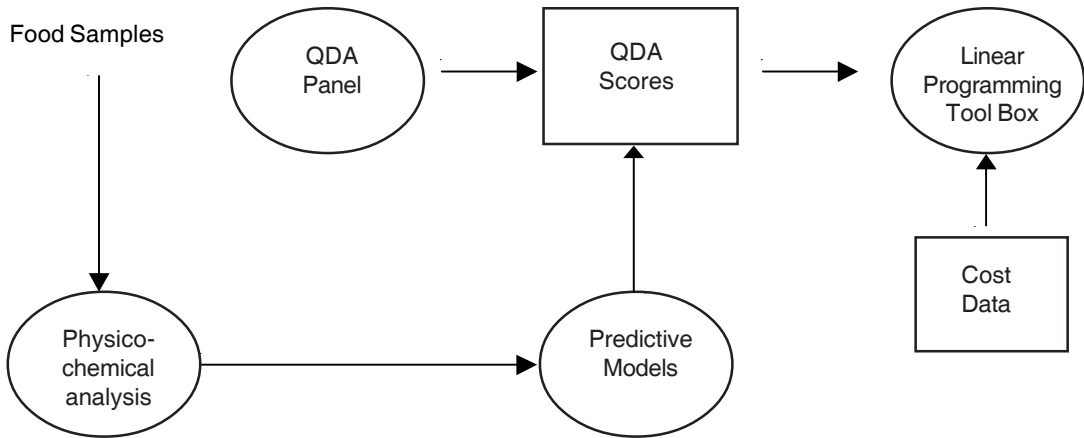 Food Samples
QDA
Panel
QDA
Scores
Linear
Programming
Tool Box
Cost
Data
Physico-
chemical
analysis
Predictive
Models